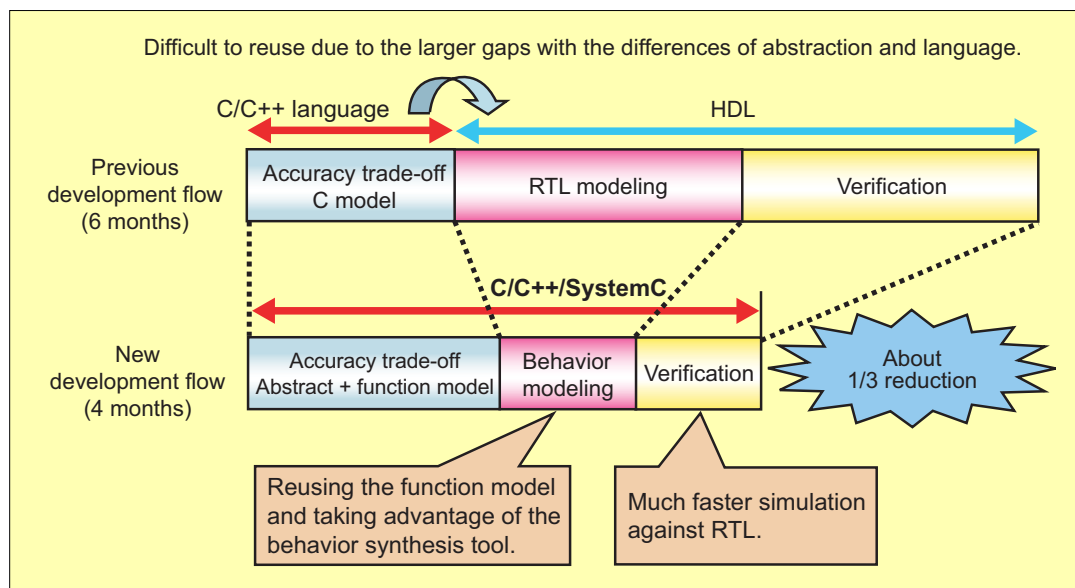 Difficult to reuse due to the larger gaps with the differences of abstraction and language.
C/C++ language
HDL
Previous
development flow
(6 months)
Accuracy trade-off
C model
RTL modeling
Verification
C/C++/SystemC
New
development flow
(4 months)
Accuracy trade-off
Abstract + function model
Behavior
modeling
Verification
About
1/3 reduction
Reusing the function model
and taking advantage of the
behavior synthesis tool.
Much faster simulation
against RTL.